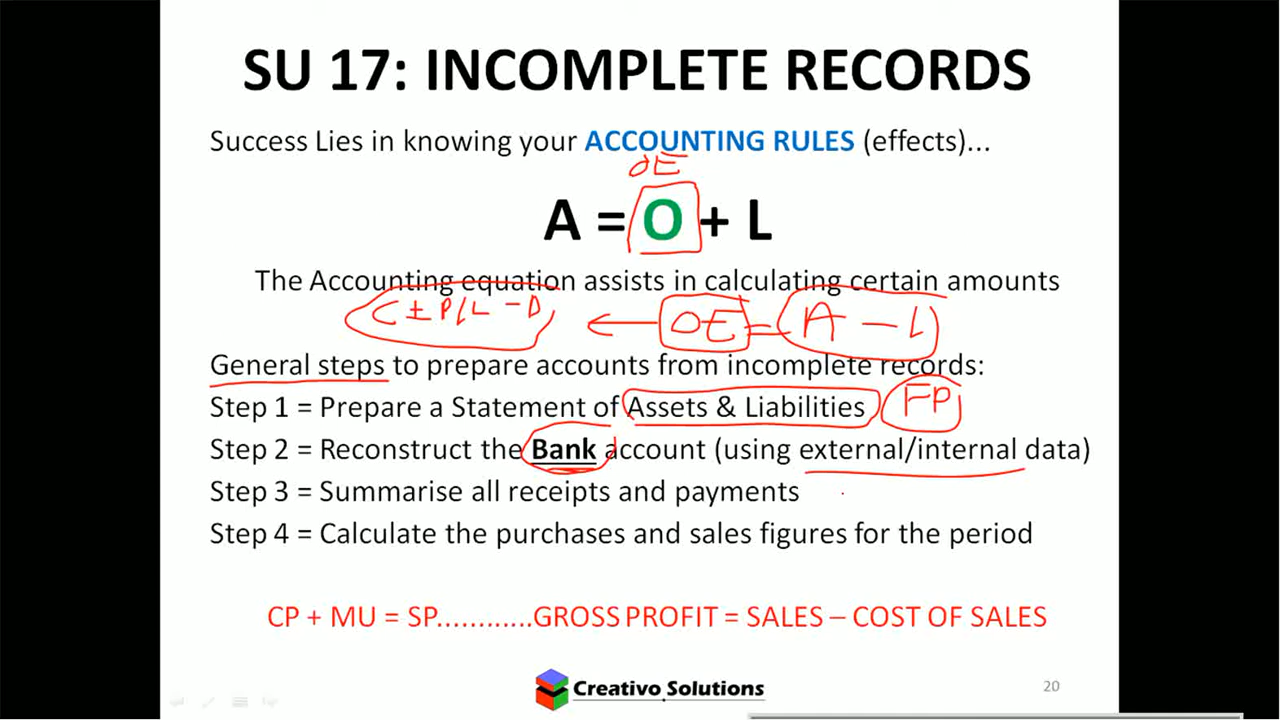 SU 17: INCOMPLETE RECORDS
Success Lies in knowing your ACCOUNTING RULES (effects)...
OE
A = O + L
The Accounting equation assists in calculating certain amounts
C ± P/L - D ← OE = A - L
General steps to prepare accounts from incomplete records:
Step 1 = Prepare a Statement of Assets & Liabilities FP
Step 2 = Reconstruct the Bank account (using external/internal data)
Step 3 = Summarise all receipts and payments
Step 4 = Calculate the purchases and sales figures for the period
CP + MU = SP............GROSS PROFIT = SALES – COST OF SALES
Creativo Solutions
20